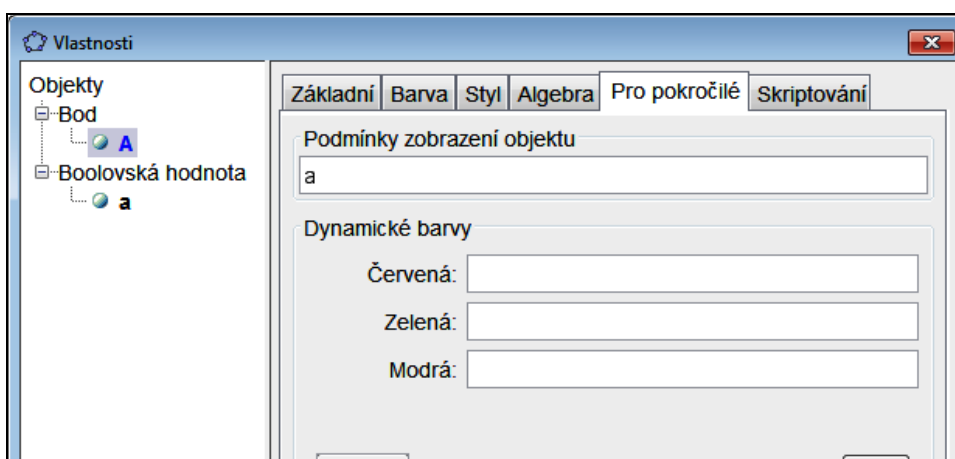 Vlastnosti
Objekty
Bod
A
Boolovská hodnota
a
Základní Barva Styl Algebra Pro pokročilé Skriptování
Podmínky zobrazení objektu
a
Dynamické barvy
Červená:
Zelená:
Modrá: